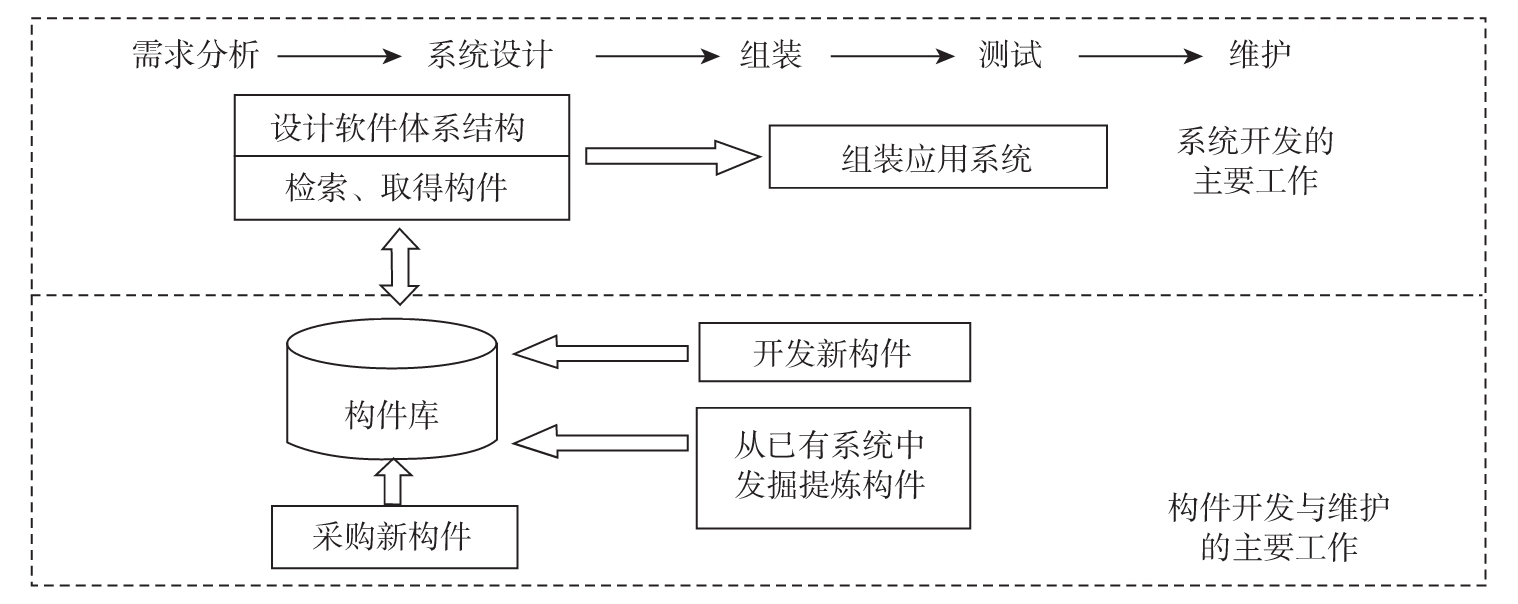 需求分析 系统设计 组装 测试 维护
设计软件体系结构
检索、取得构件
组装应用系统
系统开发的
主要工作
构件库
开发新构件
从已有系统中
发掘提炼构件
采购新构件
构件开发与维护
的主要工作